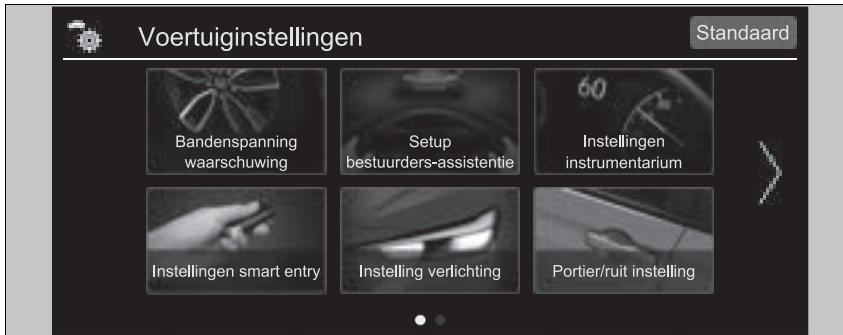 Voertuiginstellingen
Standaard
Bandenspanning
waarschuwing
Setup
bestuurders-assistentie
60
Instellingen
instrumentarium
Instellingen smart entry
Instelling verlichting
Portier/ruit instelling